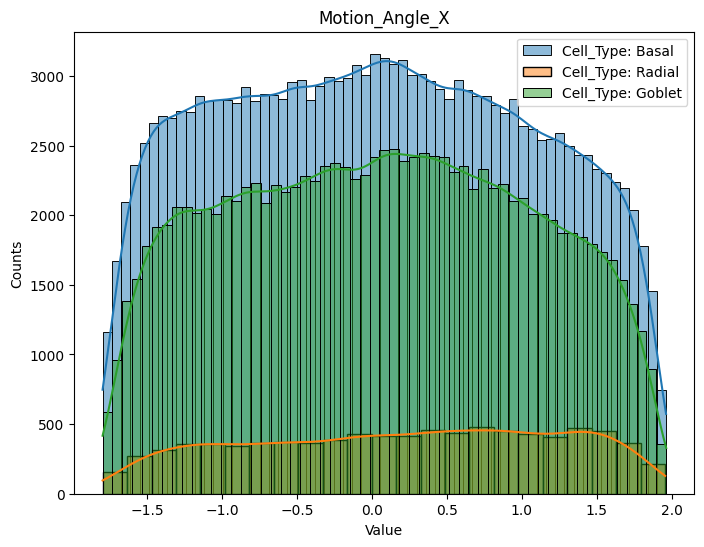 Motion_Angle_X
Cell_Type: Basal
Cell_Type: Radial
Cell_Type: Goblet
Counts
3000
2500
2000
1500
1000
500
0
−1.5 −1.0 −0.5 0.0 0.5 1.0 1.5 2.0
Value